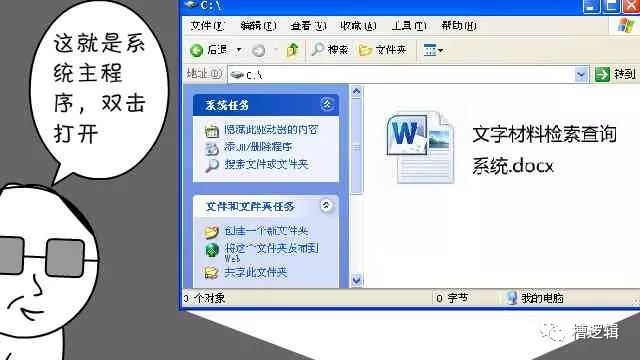 这就是系
统主程
序，双击
打开
C:\
文件(F) 编辑(E) 查看(V) 收藏(A) 工具(T) 帮助(H)
后退 搜索 文件夹
地址(D) C:\ 转到
系统任务
隐藏此驱动器的内容
添加/删除程序
搜索文件或文件夹
文件和文件夹任务
创建一个新文件夹
将这个文件夹发布到
Web
共享此文件夹
文字材料检索查询
系统.docx
3 个对象 0 字节 我的电脑
槽逻辑